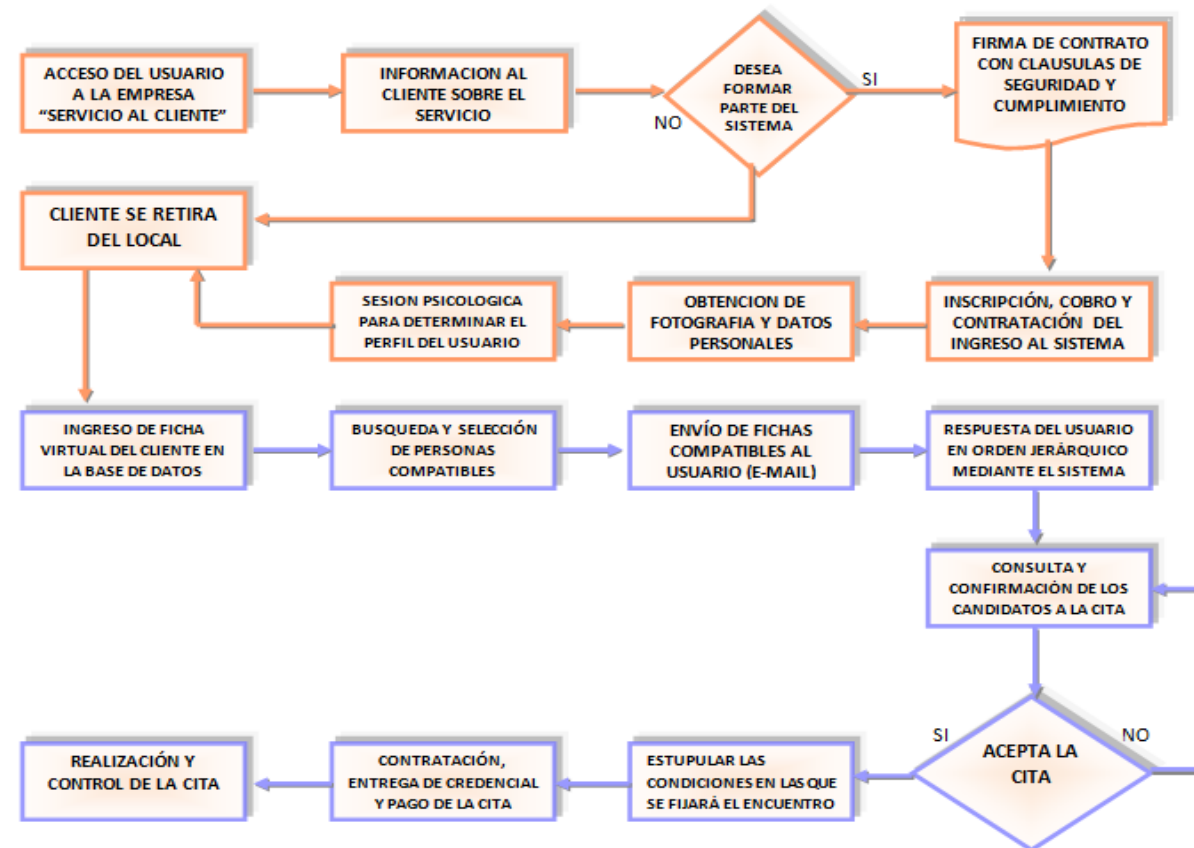 ACCESO DEL USUARIO
A LA EMPRESA
“SERVICIO AL CLIENTE”
INFORMACION AL
CLIENTE SOBRE EL
SERVICIO
DESEA
FORMAR
PARTE DEL
SISTEMA
SI
NO
FIRMA DE CONTRATO
CON CLAUSULAS DE
SEGURIDAD Y
CUMPLIMIENTO
CLIENTE SE RETIRA
DEL LOCAL
SESION PSICOLOGICA
PARA DETERMINAR EL
PERFIL DEL USUARIO
OBTENCION DE
FOTOGRAFIA Y DATOS
PERSONALES
INSCRIPCIÓN, COBRO Y
CONTRATACIÓN DEL
INGRESO AL SISTEMA
INGRESO DE FICHA
VIRTUAL DEL CLIENTE EN
LA BASE DE DATOS
BUSQUEDA Y SELECCIÓN
DE PERSONAS
COMPATIBLES
ENVÍO DE FICHAS
COMPATIBLES AL
USUARIO (E-MAIL)
RESPUESTA DEL USUARIO
EN ORDEN JERÁRQUICO
MEDIANTE EL SISTEMA
CONSULTA Y
CONFIRMACIÓN DE LOS
CANDIDATOS A LA CITA
SI
NO
ACEPTA LA
CITA
REALIZACIÓN Y
CONTROL DE LA CITA
CONTRATACIÓN,
ENTREGA DE CREDENCIAL
Y PAGO DE LA CITA
ESTUPULAR LAS
CONDICIONES EN LAS QUE
SE FIJARÁ EL ENCUENTRO